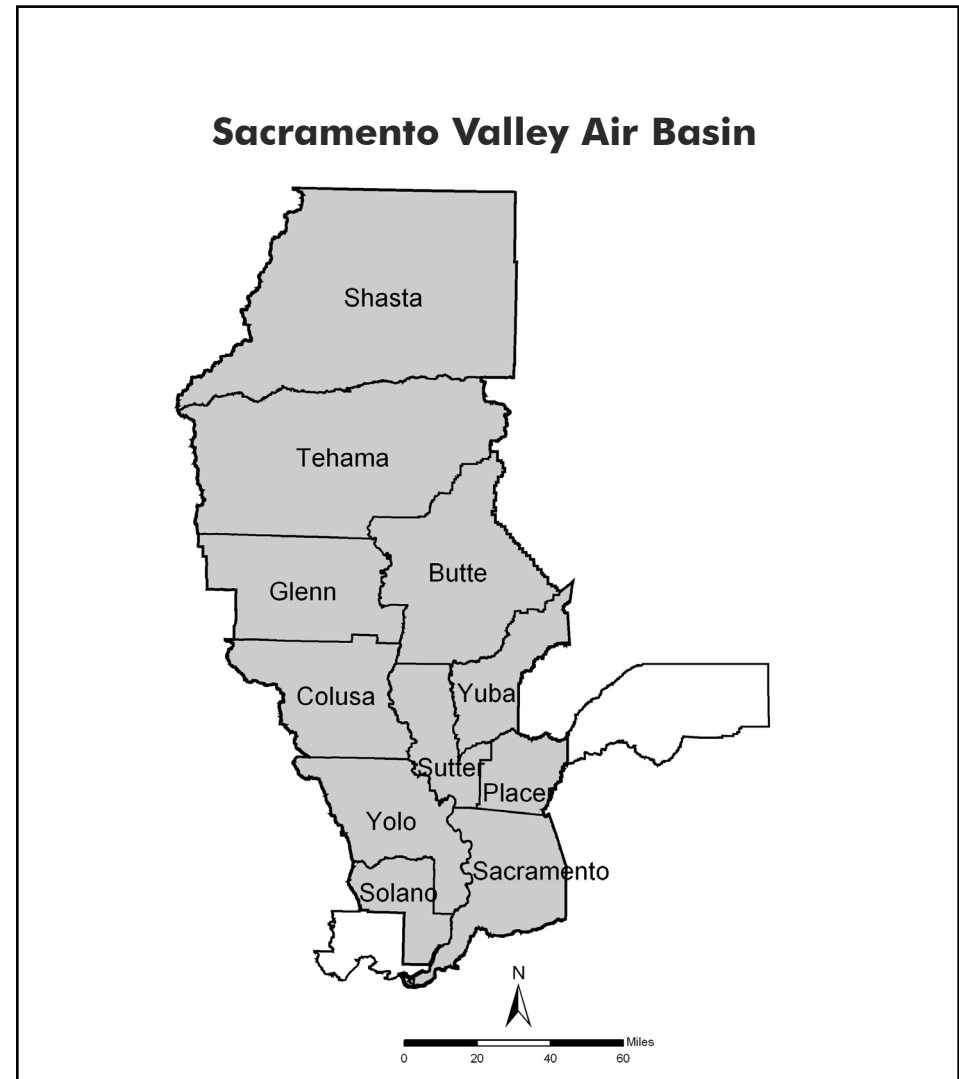 Sacramento Valley Air Basin
Shasta
Tehama
Butte
Glenn
Colusa
Yuba
Sutter
Placer
Yolo
Sacramento
Solano
N
Miles
0 20 40 60